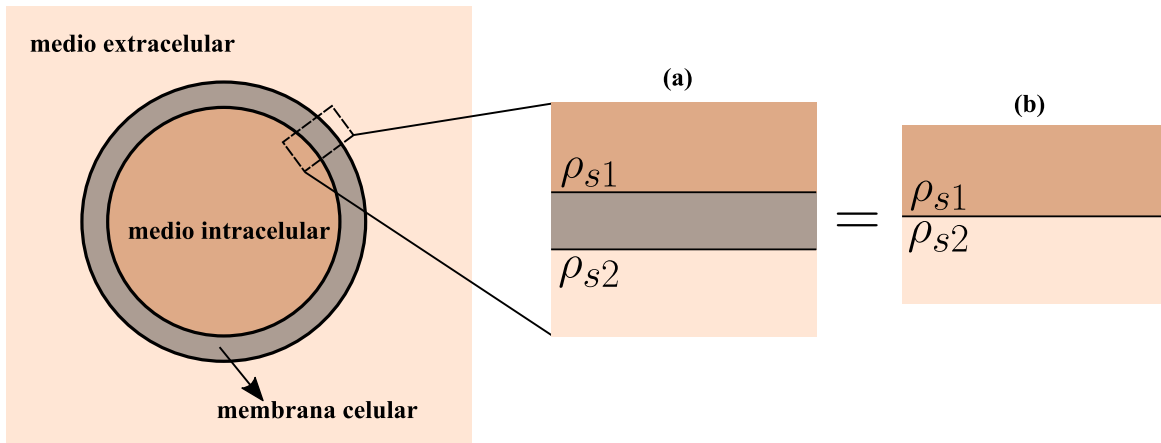 medio extracelular
medio intracelular
membrana celular
(a)
ρs1
ρs2
=
(b)
ρs1
ρs2